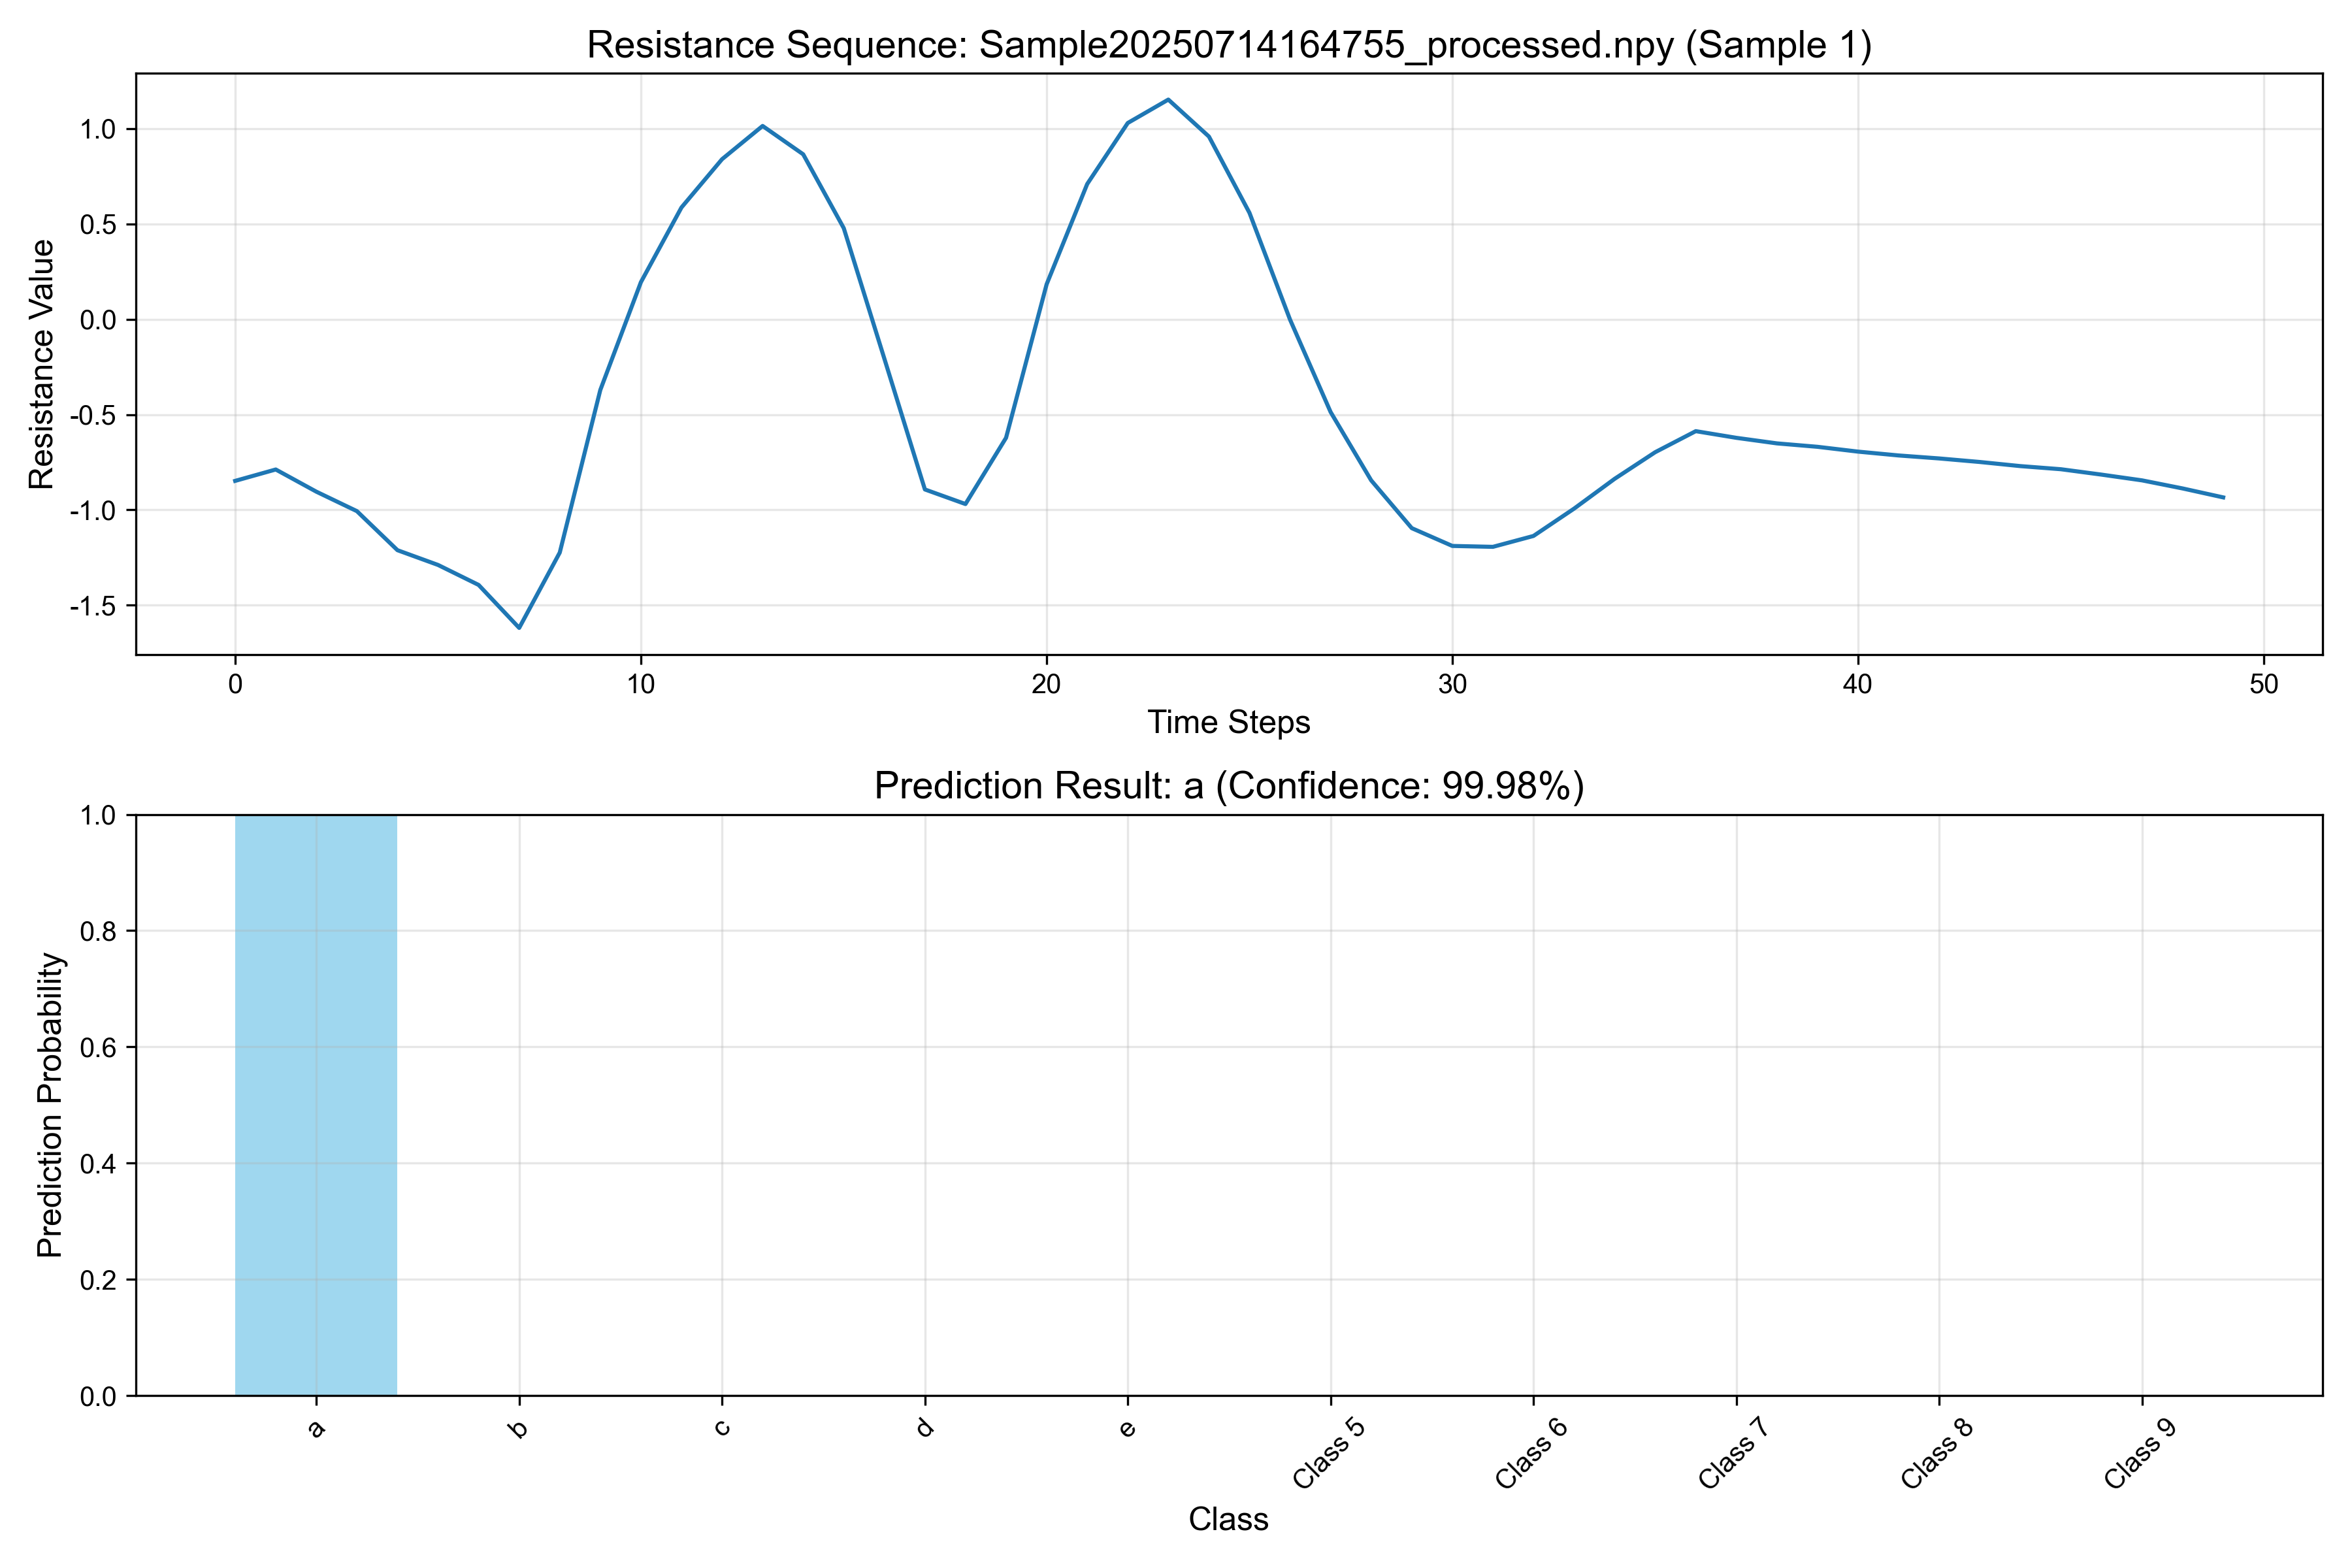 Resistance Sequence: Sample20250714164755_processed.npy (Sample 1)
Resistance Value
1.0
0.5
0.0
-0.5
-1.0
-1.5
0 10 20 30 40 50
Time Steps
Prediction Result: a (Confidence: 99.98%)
Prediction Probability
1.0
0.8
0.6
0.4
0.2
0.0
a b c d e Class 5 Class 6 Class 7 Class 8 Class 9
Class